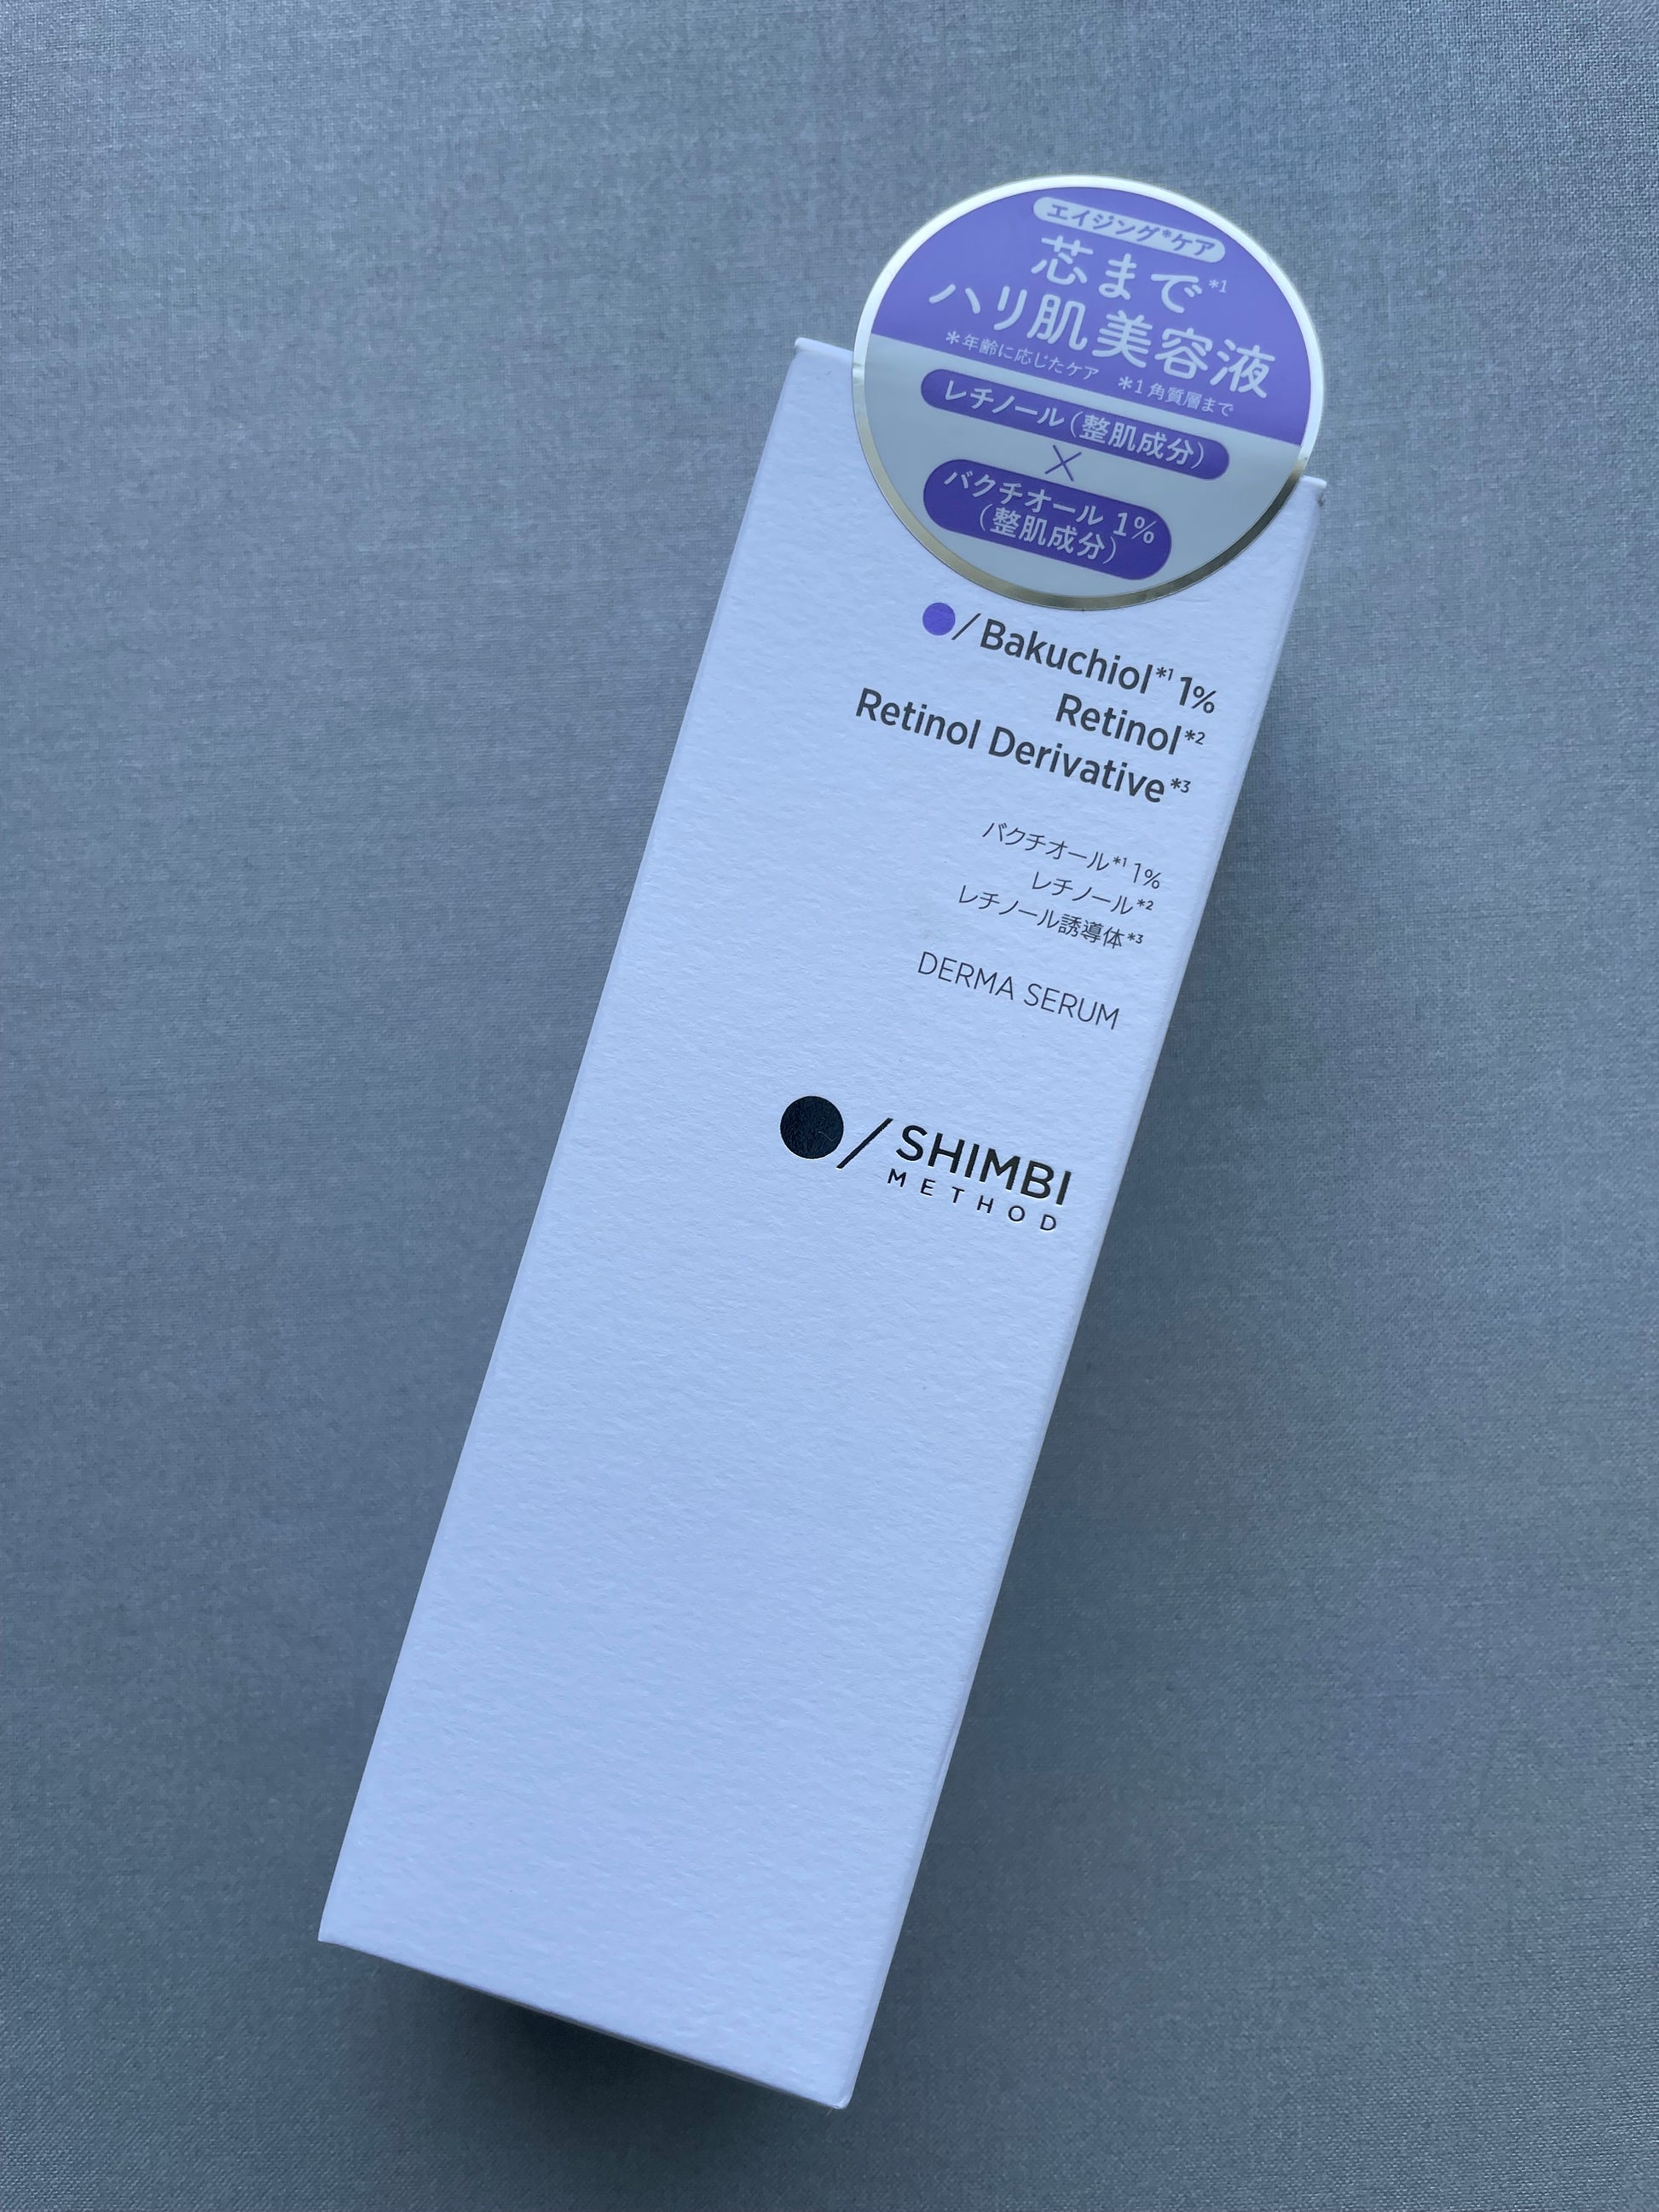 エイジング*ケア
芯まで*1
ハリ肌美容液
*年齢に応じたケア *1 角質層まで
レチノール(整肌成分)
×
バクチオール 1%
(整肌成分)
/ Bakuchiol*1 1%
Retinol*2
Retinol Derivative*3
バクチオール*1 1%
レチノール*2
レチノール誘導体*3
DERMA SERUM
/ SHIMBI
METHOD